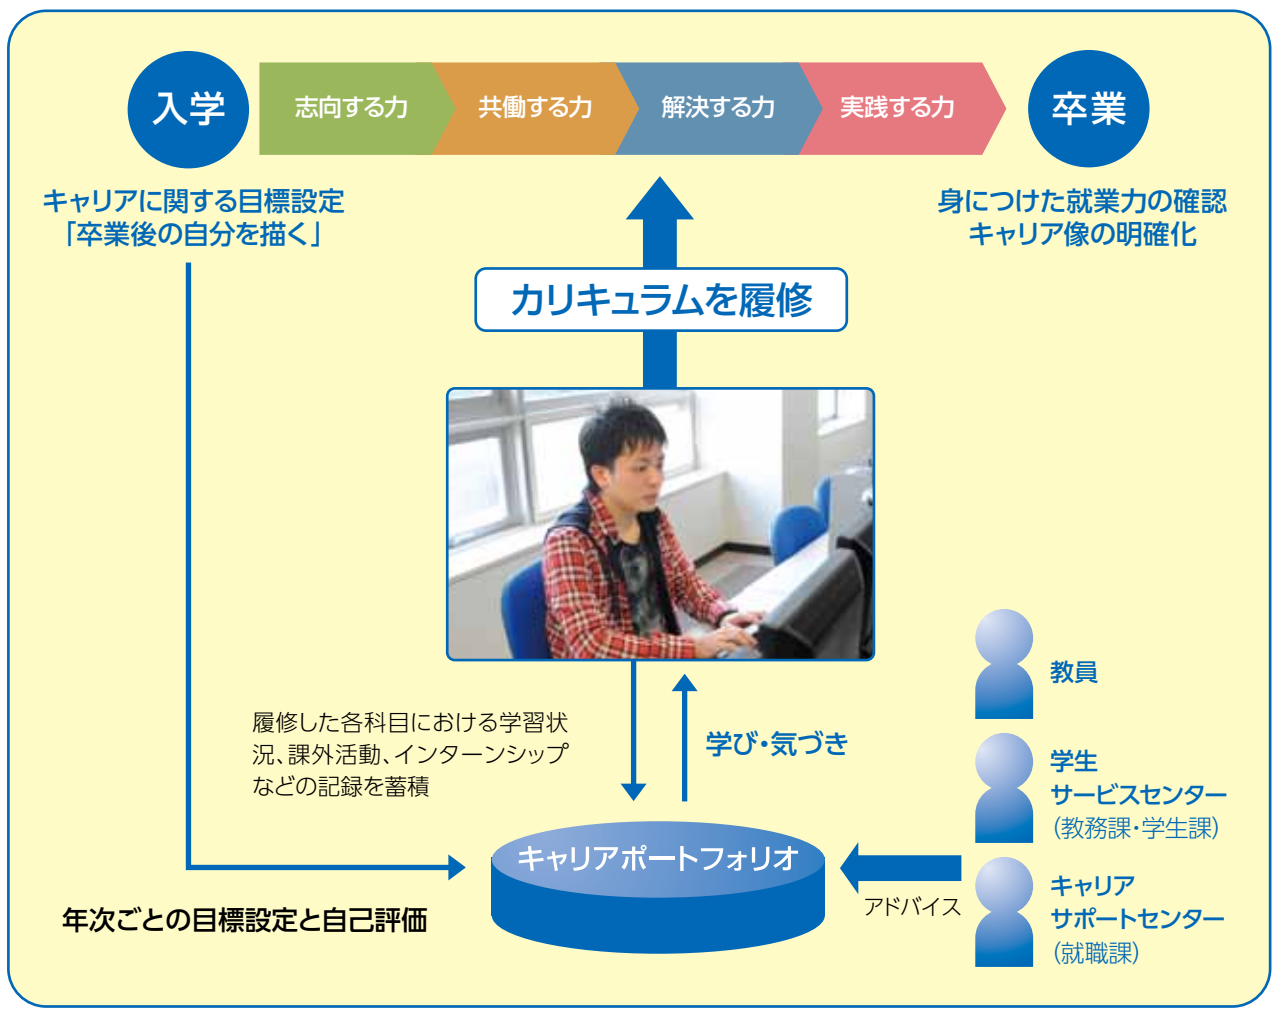 入学
志向する力
共働する力
解決する力
実践する力
卒業
キャリアに関する目標設定
「卒業後の自分を描く」
身につけた就業力の確認
キャリア像の明確化
カリキュラムを履修
履修した各科目における学習状
況、課外活動、インターンシップ
などの記録を蓄積
学び・気づき
教員
学生
サービスセンター
（教務課・学生課）
キャリアポートフォリオ
アドバイス
キャリア
サポートセンター
（就職課）
年次ごとの目標設定と自己評価